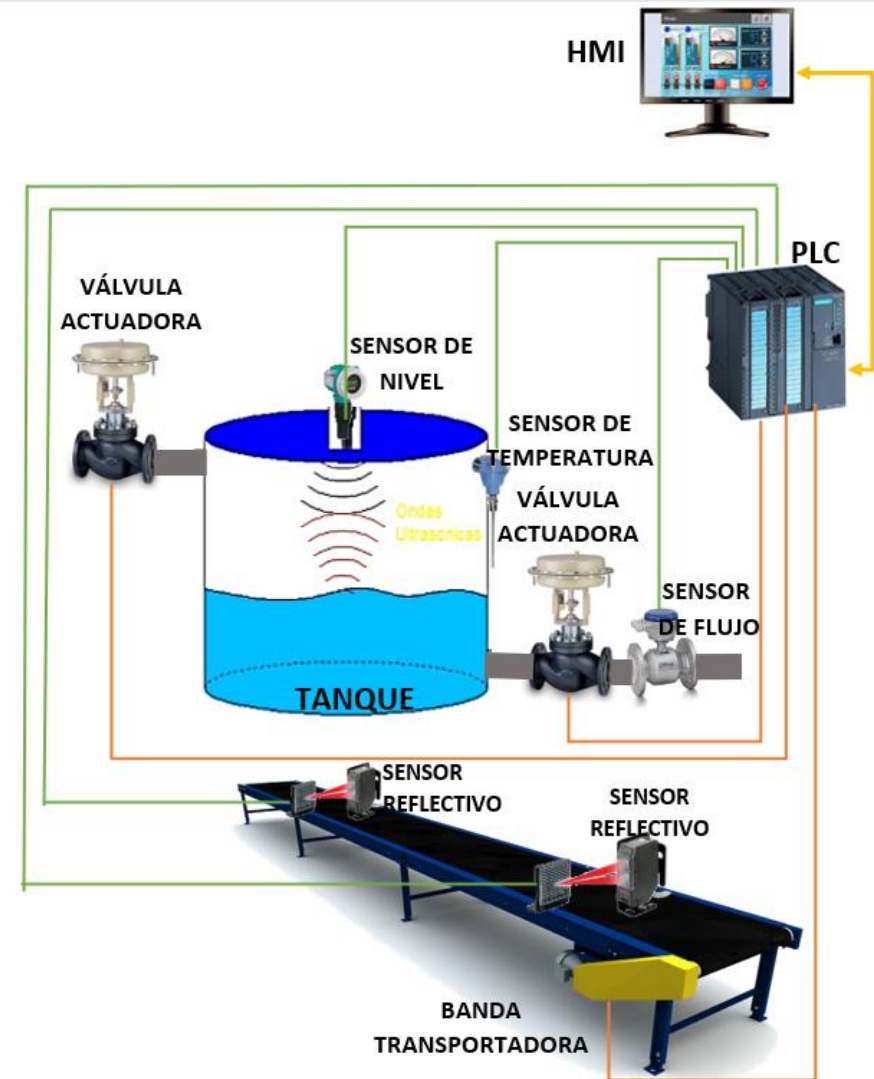 HMI
PLC
VÁLVULA
ACTUADORA
SENSOR DE
NIVEL
SENSOR DE
TEMPERATURA
Ondas
Ultrasonicas
VÁLVULA
ACTUADORA
SENSOR
DE FLUJO
TANQUE
SENSOR
REFLECTIVO
SENSOR
REFLECTIVO
BANDA
TRANSPORTADORA